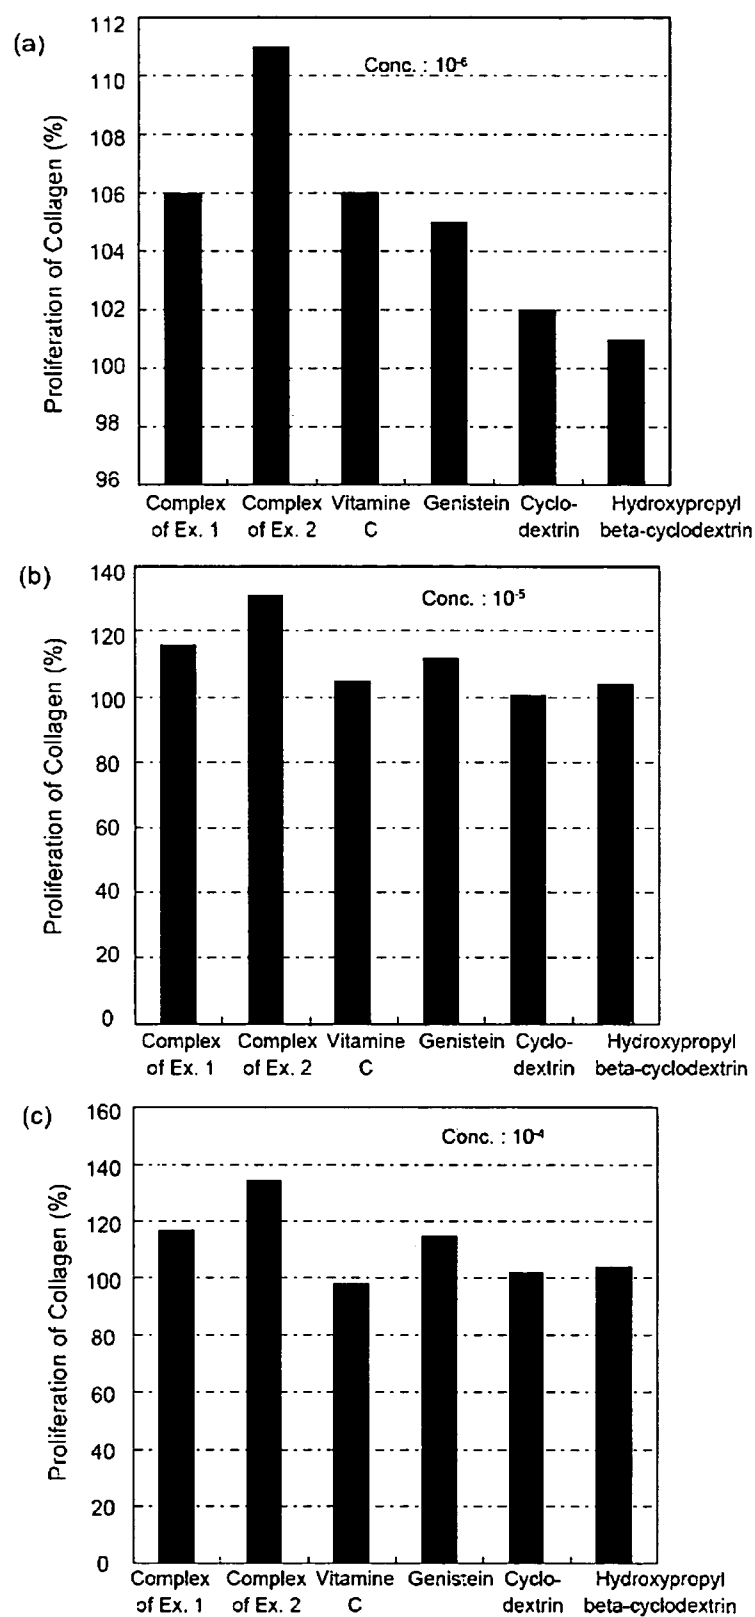 (a)
Proliferation of Collagen (%)
112
110
108
106
104
102
100
98
96
Conc. : 10⁻⁶
Complex of Ex. 1
Complex of Ex. 2
Vitamine C
Genistein
Cyclo-
dextrin
Hydroxypropyl
beta-cyclodextrin
(b)
Proliferation of Collagen (%)
140
120
100
80
60
40
20
0
Conc. : 10⁻⁵
Complex of Ex. 1
Complex of Ex. 2
Vitamine C
Genistein
Cyclo-
dextrin
Hydroxypropyl
beta-cyclodextrin
(c)
Proliferation of Collagen (%)
160
140
120
100
80
60
40
20
0
Conc. : 10⁻⁴
Complex of Ex. 1
Complex of Ex. 2
Vitamine C
Genistein
Cyclo-
dextrin
Hydroxypropyl
beta-cyclodextrin